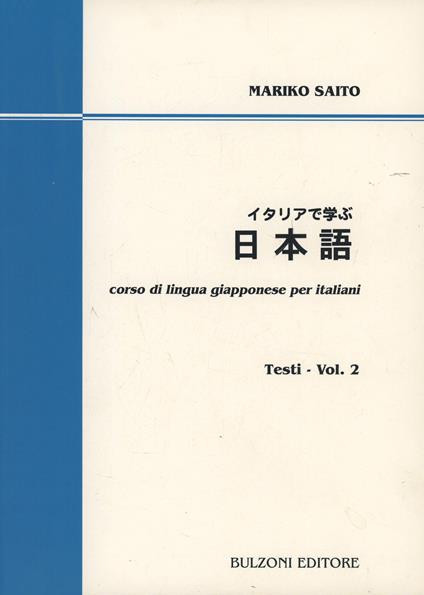 MARIKO SAITO
イタリアで学ぶ
日本語
corso di lingua giapponese per italiani
Testi - Vol. 2
BULZONI EDITORE